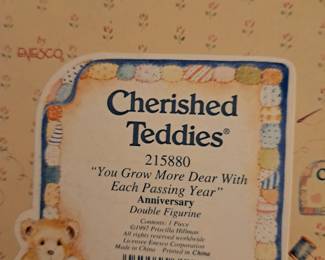 by
ENESCO
Cherished
Teddies®
215880
"You Grow More Dear With
Each Passing Year"
Anniversary
Double Figurine
Contents: 1 Piece
©1997 Priscilla Hillman
All rights reserved worldwide
Licensee Enesco Corporation
Made in China Printed in China